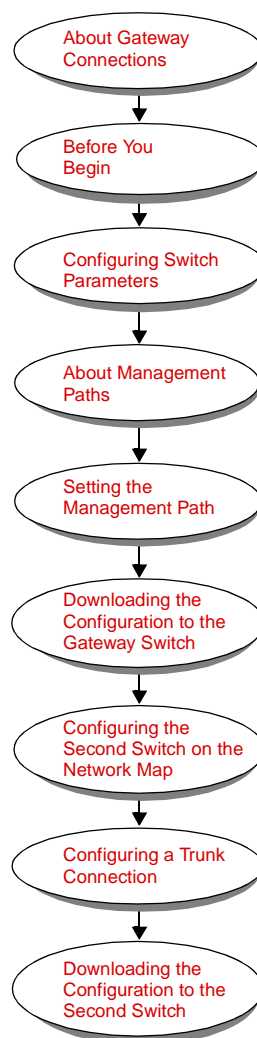 About Gateway
Connections
Before You
Begin
Configuring Switch
Parameters
About Management
Paths
Setting the
Management Path
Downloading the
Configuration to the
Gateway Switch
Configuring the
Second Switch on the
Network Map
Configuring a Trunk
Connection
Downloading the
Configuration to the
Second Switch